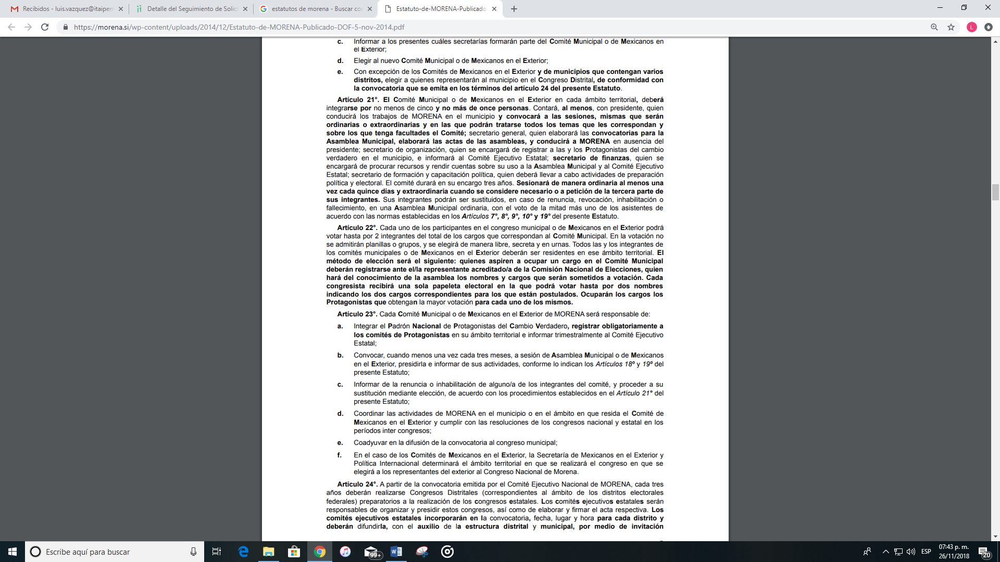 Recibidos - luis.vazquez@itaipem
Detalle del Seguimiento de Solici
estatutos de morena - Buscar co
Estatuto-de-MORENA-Publicado
https://morena.si/wp-content/uploads/2014/12/Estatuto-de-MORENA-Publicado-DOF-5-nov-2014.pdf
L
c. Informar a los presentes cuáles secretarías formarán parte del Comité Municipal o de Mexicanos en
el Exterior;
d. Elegir al nuevo Comité Municipal o de Mexicanos en el Exterior;
e. Con excepción de los Comités de Mexicanos en el Exterior y de municipios que contengan varios
distritos, elegir a quienes representarán al municipio en el Congreso Distrital, de conformidad con
la convocatoria que se emita en los términos del artículo 24 del presente Estatuto.
Artículo 21°. El Comité Municipal o de Mexicanos en el Exterior en cada ámbito territorial, deberá
integrarse por no menos de cinco y no más de once personas. Contará, al menos, con presidente, quien
conducirá los trabajos de MORENA en el municipio y convocará a las sesiones, mismas que serán
ordinarias o extraordinarias y en las que podrán tratarse todos los temas que les correspondan y
sobre los que tenga facultades el Comité; secretario general, quien elaborará las convocatorias para la
Asamblea Municipal, elaborará las actas de las asambleas, y conducirá a MORENA en ausencia del
presidente; secretario de organización, quien se encargará de registrar a las y los Protagonistas del cambio
verdadero en el municipio, e informará al Comité Ejecutivo Estatal; secretario de finanzas, quien se
encargará de procurar recursos y rendir cuentas sobre su uso a la Asamblea Municipal y al Comité Ejecutivo
Estatal; secretario de formación y capacitación política, quien deberá llevar a cabo actividades de preparación
política y electoral. El comité durará en su encargo tres años. Sesionará de manera ordinaria al menos una
vez cada quince días y extraordinaria cuando se considere necesario o a petición de la tercera parte de
sus integrantes. Sus integrantes podrán ser sustituidos, en caso de renuncia, revocación, inhabilitación o
fallecimiento, en una Asamblea Municipal ordinaria, con el voto de la mitad más uno de los asistentes de
acuerdo con las normas establecidas en los Artículos 7°, 8°, 9°, 10° y 19° del presente Estatuto.
Artículo 22°. Cada uno de los participantes en el congreso municipal o de Mexicanos en el Exterior podrá
votar hasta por 2 integrantes del total de los cargos que correspondan al Comité Municipal. En la votación no
se admitirán planillas o grupos, y se elegirá de manera libre, secreta y en urnas. Todos las y los integrantes de
los comités municipales o de Mexicanos en el Exterior deberán ser residentes en ese ámbito territorial. El
método de elección será el siguiente: quienes aspiren a ocupar un cargo en el Comité Municipal
deberán registrarse ante el/la representante acreditado/a de la Comisión Nacional de Elecciones, quien
hará del conocimiento de la asamblea los nombres y cargos que serán sometidos a votación. Cada
congresista recibirá una sola papeleta electoral en la que podrá votar hasta por dos nombres
indicando los dos cargos correspondientes para los que están postulados. Ocuparán los cargos los
Protagonistas que obtengan la mayor votación para cada uno de los mismos.
Artículo 23°. Cada Comité Municipal o de Mexicanos en el Exterior de MORENA será responsable de:
a. Integrar el Padrón Nacional de Protagonistas del Cambio Verdadero, registrar obligatoriamente a
los comités de Protagonistas en su ámbito territorial e informar trimestralmente al Comité Ejecutivo
Estatal;
b. Convocar, cuando menos una vez cada tres meses, a sesión de Asamblea Municipal o de Mexicanos
en el Exterior, presidirla e informar de sus actividades, conforme lo indican los Artículos 18º y 19º del
presente Estatuto;
c. Informar de la renuncia o inhabilitación de alguno/a de los integrantes del comité, y proceder a su
sustitución mediante elección, de acuerdo con los procedimientos establecidos en el Artículo 21° del
presente Estatuto;
d. Coordinar las actividades de MORENA en el municipio o en el ámbito en que resida el Comité de
Mexicanos en el Exterior y cumplir con las resoluciones de los congresos nacional y estatal en los
períodos inter congresos;
e. Coadyuvar en la difusión de la convocatoria al congreso municipal;
f. En el caso de los Comités de Mexicanos en el Exterior, la Secretaría de Mexicanos en el Exterior y
Política Internacional determinará el ámbito territorial en que se realizará el congreso en que se
elegirá a los representantes del exterior al Congreso Nacional de Morena.
Artículo 24°. A partir de la convocatoria emitida por el Comité Ejecutivo Nacional de MORENA, cada tres
años deberán realizarse Congresos Distritales (correspondientes al ámbito de los distritos electorales
federales) preparatorios a la realización de los congresos estatales. Los comités ejecutivos estatales serán
responsables de organizar y presidir estos congresos, así como de elaborar y firmar el acta respectiva. Los
comités ejecutivos estatales incorporarán en la convocatoria, fecha, lugar y hora para cada distrito y
deberán difundirla, con el auxilio de la estructura distrital y municipal, por medio de invitación
Escribe aquí para buscar
99+
ESP
07:43 p. m.
26/11/2018
20